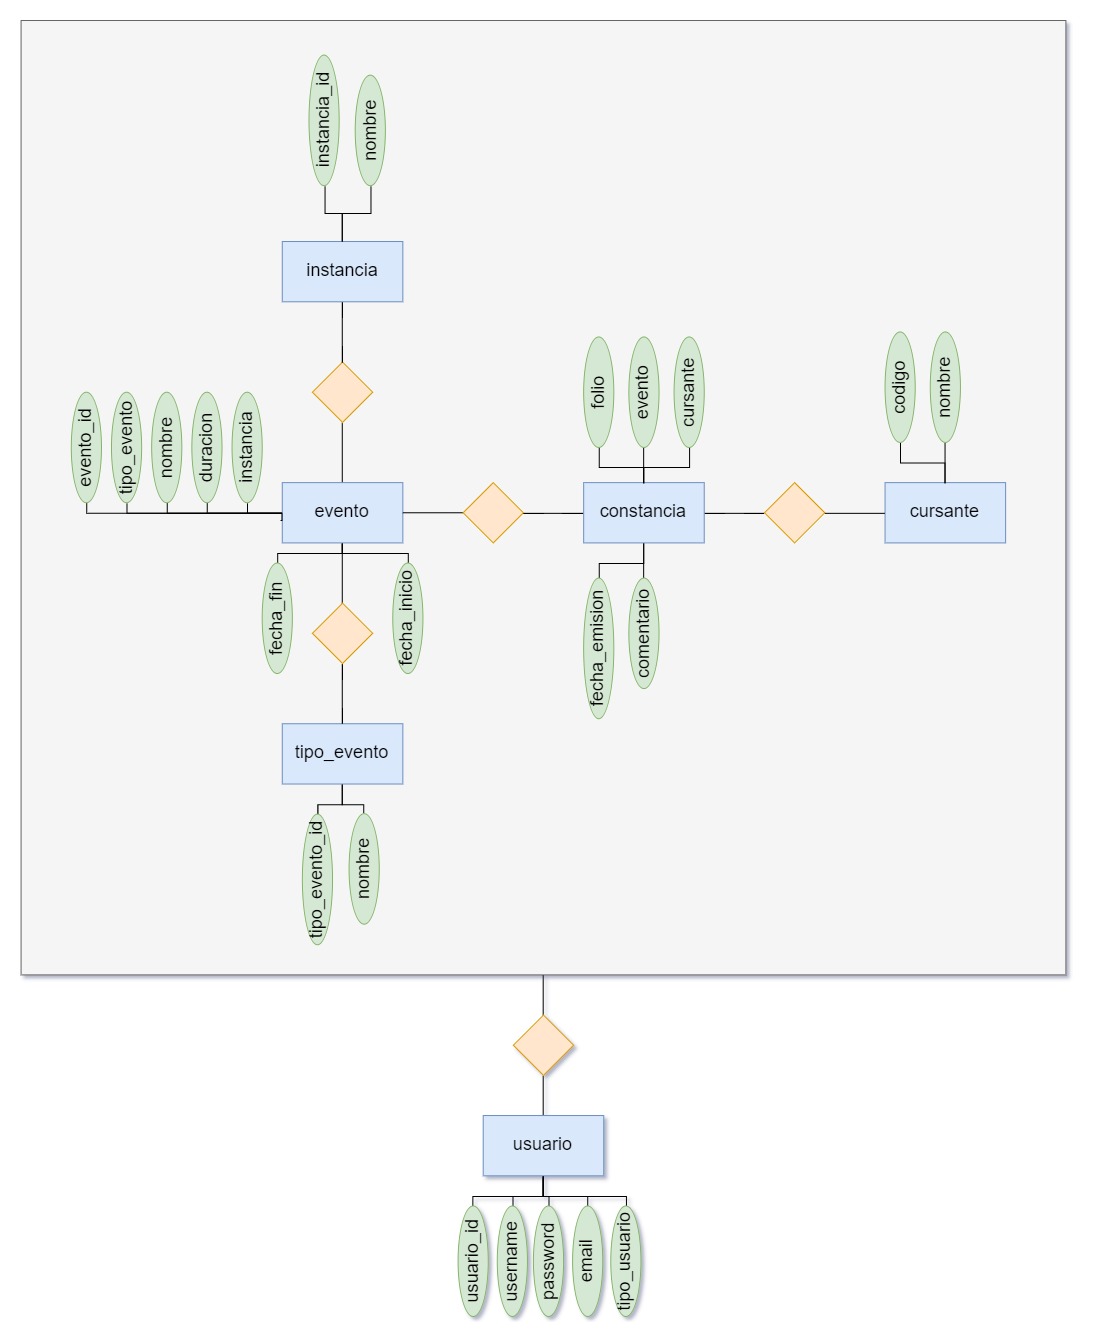 instancia_id
nombre
instancia
evento_id
tipo_evento
nombre
duracion
instancia
folio
evento
cursante
codigo
nombre
evento
constancia
cursante
fecha_fin
fecha_inicio
fecha_emision
comentario
tipo_evento
tipo_evento_id
nombre
usuario
usuario_id
username
password
email
tipo_usuario